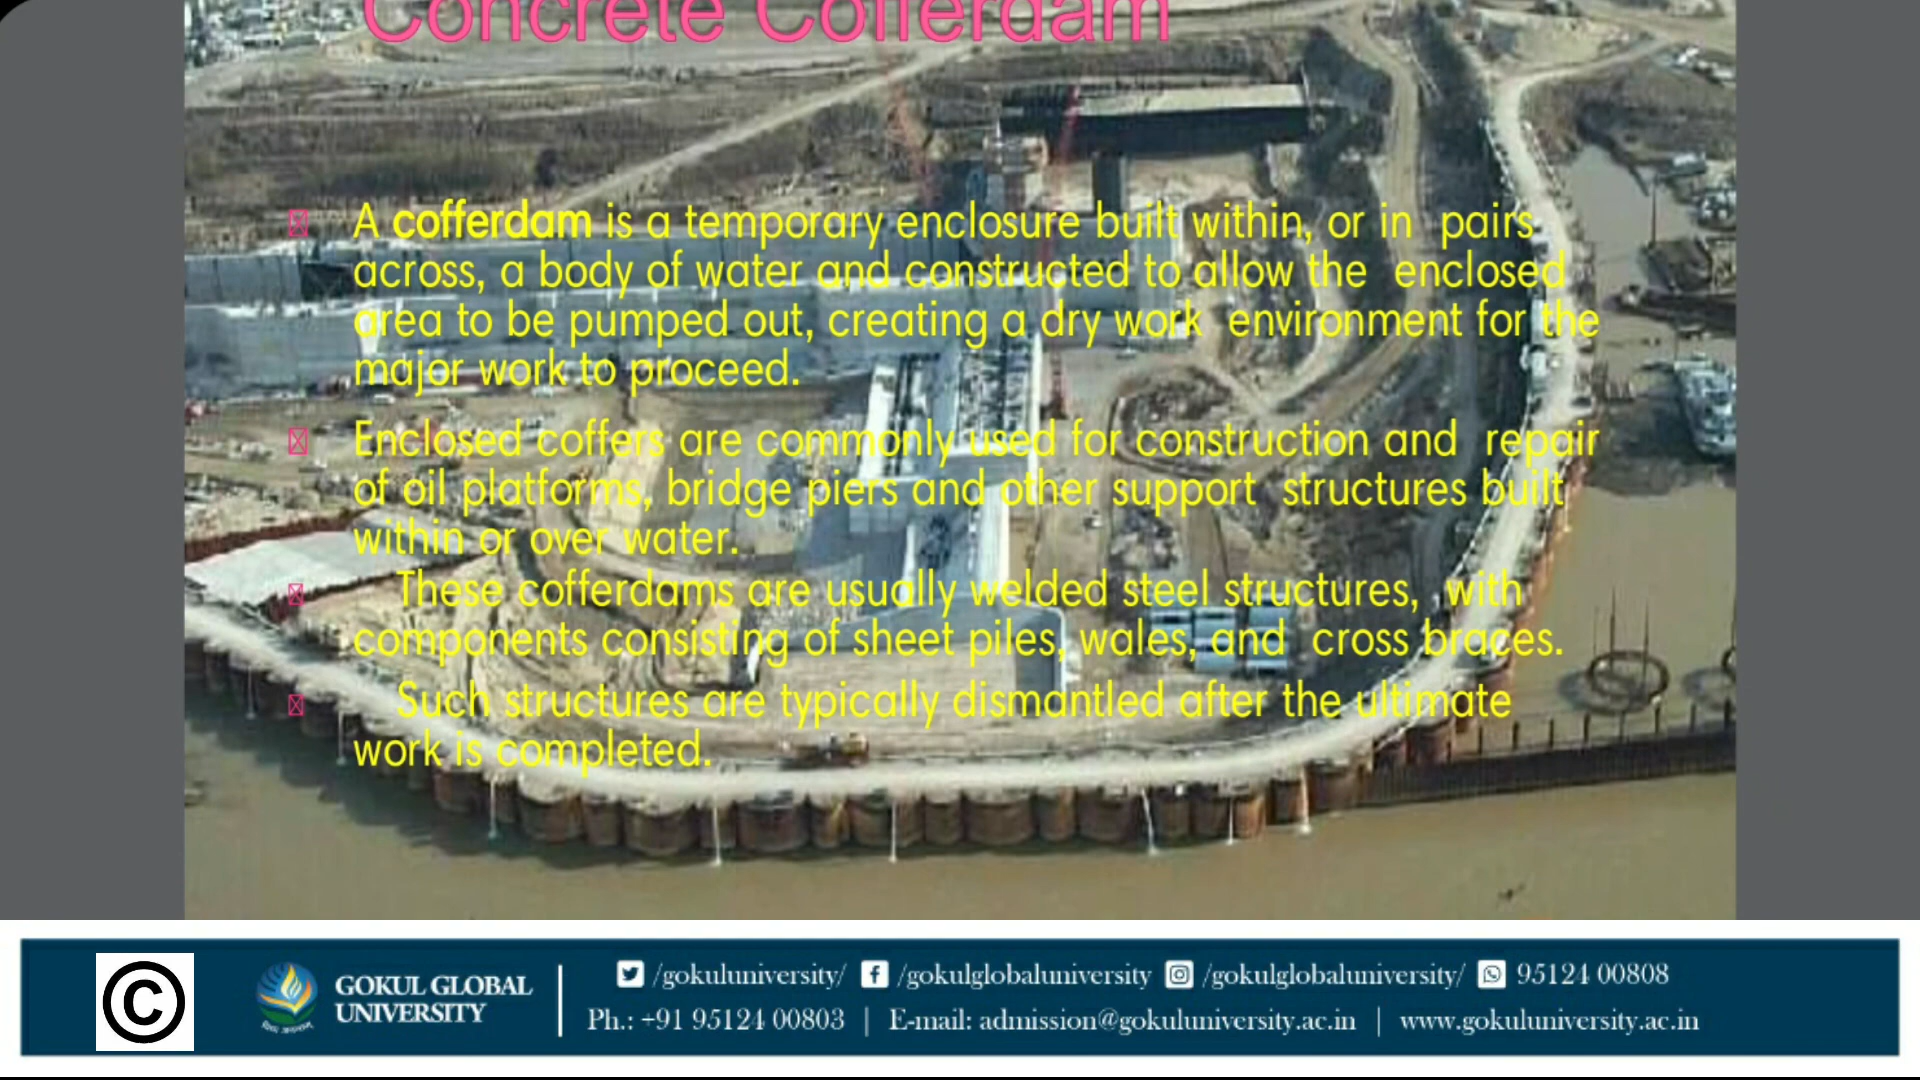 Concrete Cofferdam
A cofferdam is a temporary enclosure built within, or in pairs
across, a body of water and constructed to allow the enclosed
area to be pumped out, creating a dry work environment for the
major work to proceed.
Enclosed coffers are commonly used for construction and repair
of oil platforms, bridge piers and other support structures built
within or over water.
These cofferdams are usually welded steel structures, with
components consisting of sheet piles, wales, and cross braces.
Such structures are typically dismantled after the ultimate
work is completed.
©
GOKUL GLOBAL
UNIVERSITY
/gokuluniversity/ /gokulglobaluniversity /gokulglobaluniversity/ 95124 00808
Ph.: +91 95124 00803 | E-mail: admission@gokuluniversity.ac.in | www.gokuluniversity.ac.in